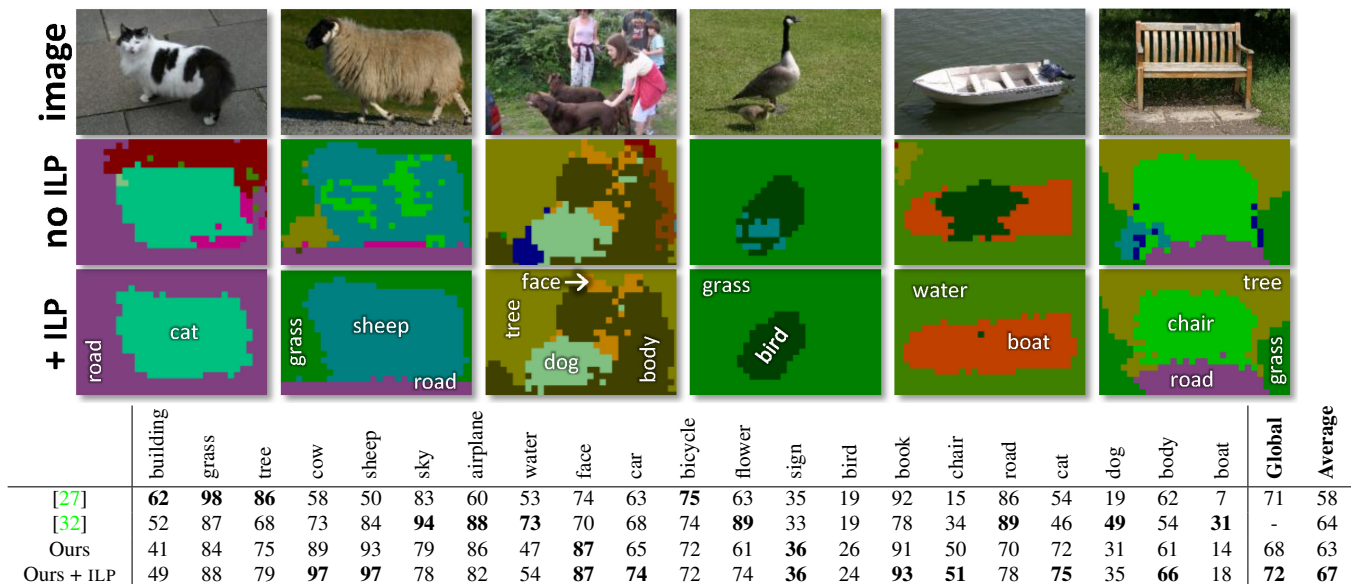 image
no ILP
+ ILP
road
cat
grass
sheep
road
face
tree
dog
body
grass
bird
water
boat
tree
chair
road
grass
building grass tree cow sheep sky airplane water face car bicycle flower sign bird book chair road cat dog body boat Global Average
[27] 62 98 86 58 50 83 60 53 74 63 75 63 35 19 92 15 86 54 19 62 7 71 58
[32] 52 87 68 73 84 94 88 73 70 68 74 89 33 19 78 34 89 46 49 54 31 - 64
Ours 41 84 75 89 93 79 86 47 87 65 72 61 36 26 91 50 70 72 31 61 14 68 63
Ours + ILP 49 88 79 97 97 78 82 54 87 74 72 74 36 24 93 51 78 75 35 66 18 72 67